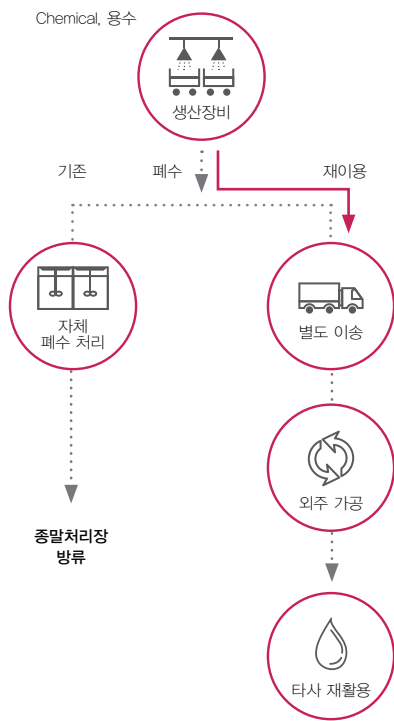 Chemical, 용수
생산장비
기존
폐수
재이용
자체
폐수 처리
별도 이송
외주 가공
종말처리장
방류
타사 재활용